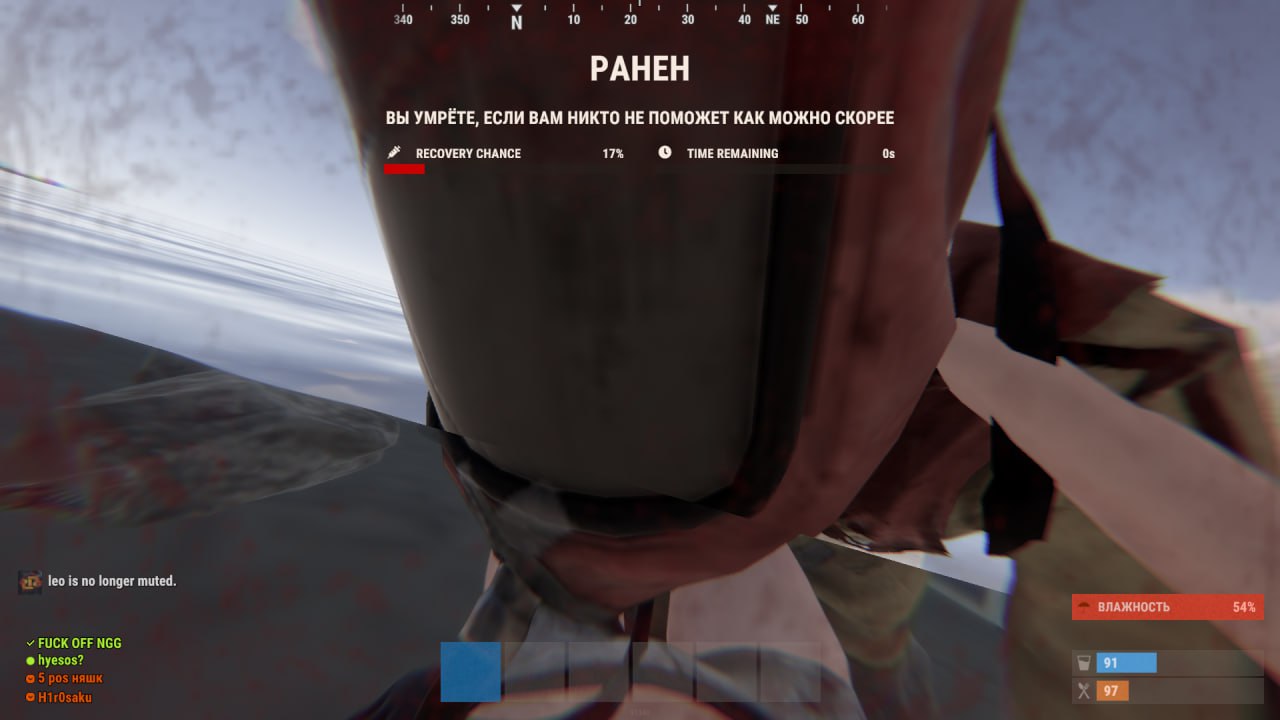 340 350 N 10 20 30 40 NE 50 60
РАНЕН
ВЫ УМРЁТЕ, ЕСЛИ ВАМ НИКТО НЕ ПОМОЖЕТ КАК МОЖНО СКОРЕЕ
RECOVERY CHANCE 17% TIME REMAINING 0s
leo is no longer muted.
FUCK OFF NGG
hyesos?
5 pos няшк
H1r0saku
ВЛАЖНОСТЬ 54%
91
97